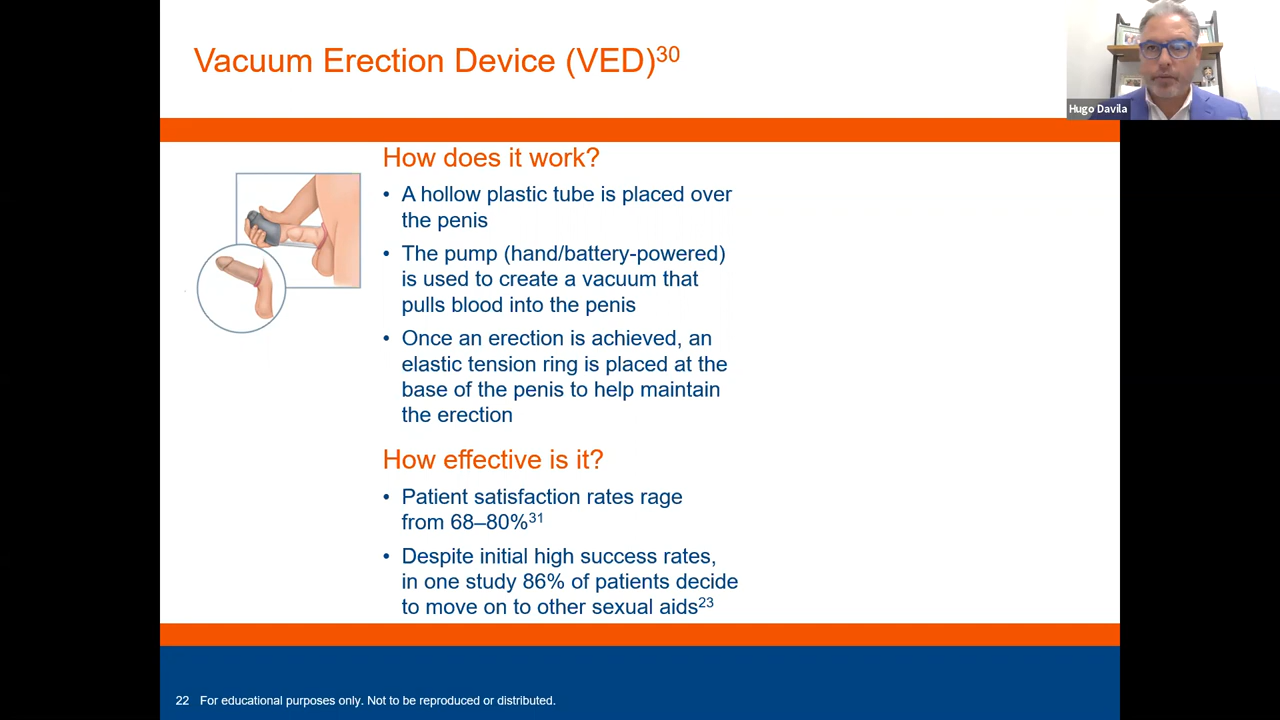 Vacuum Erection Device (VED)30
Hugo Davila
How does it work?
• A hollow plastic tube is placed over
the penis
• The pump (hand/battery-powered)
is used to create a vacuum that
pulls blood into the penis
• Once an erection is achieved, an
elastic tension ring is placed at the
base of the penis to help maintain
the erection
How effective is it?
• Patient satisfaction rates rage
from 68–80%31
• Despite initial high success rates,
in one study 86% of patients decide
to move on to other sexual aids23
22 For educational purposes only. Not to be reproduced or distributed.